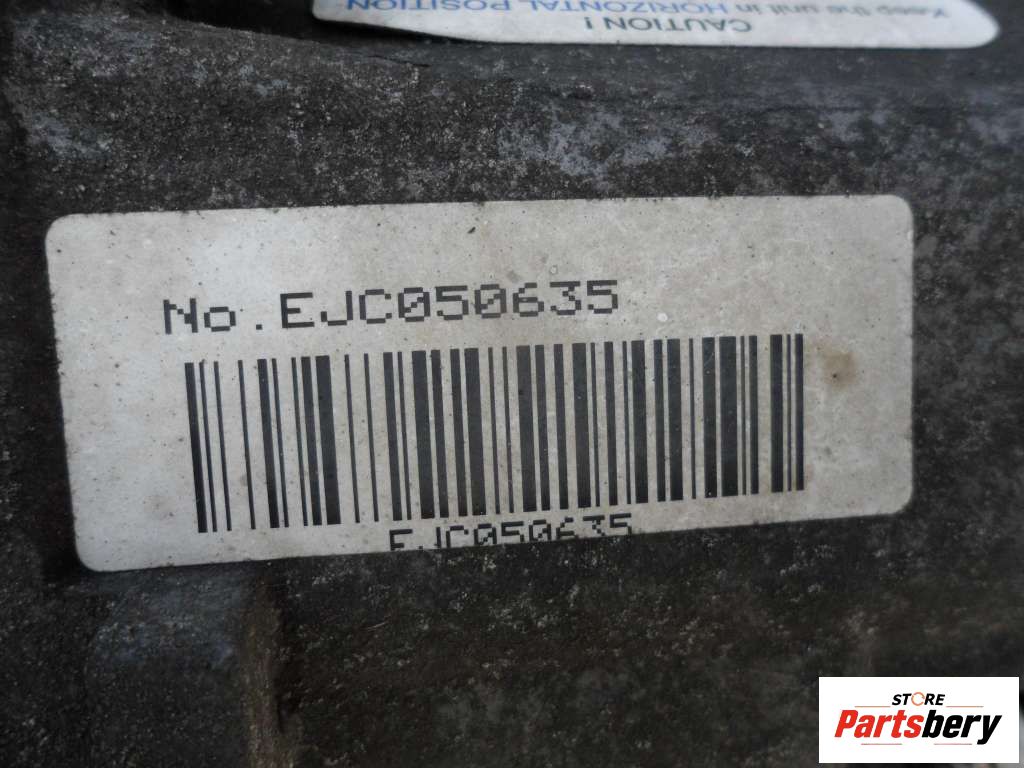 CAUTION !
Keep the unit in HORIZONTAL POSITION
No.EJC050635
EJC050635
STORE
Partsbery